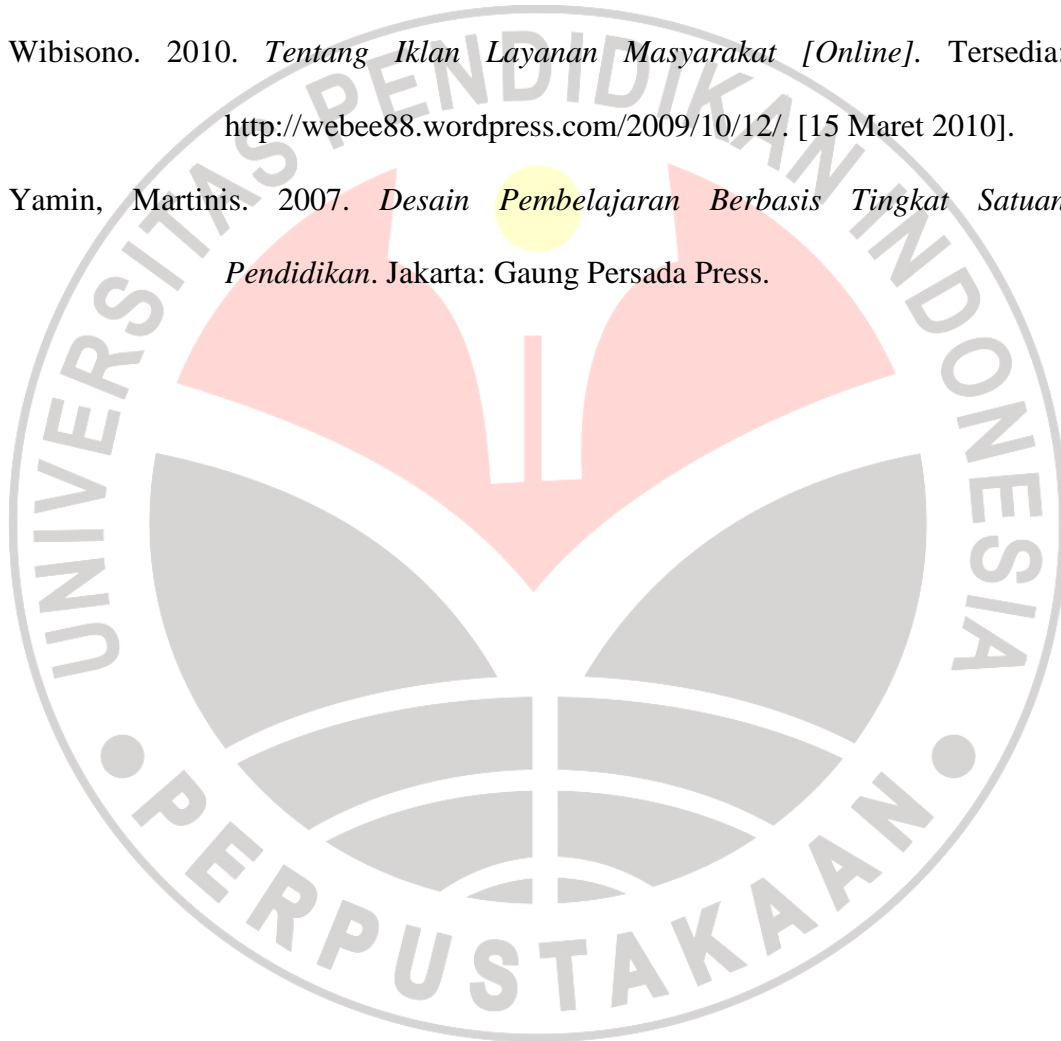 Wibisono. 2010. Tentang Iklan Layanan Masyarakat [Online]. Tersedia:
http://webee88.wordpress.com/2009/10/12/. [15 Maret 2010].
Yamin, Martinis. 2007. Desain Pembelajaran Berbasis Tingkat Satuan
Pendidikan. Jakarta: Gaung Persada Press.
UNIVERSITAS PENDIDIKAN INDONESIA
PERPUSTAKAAN